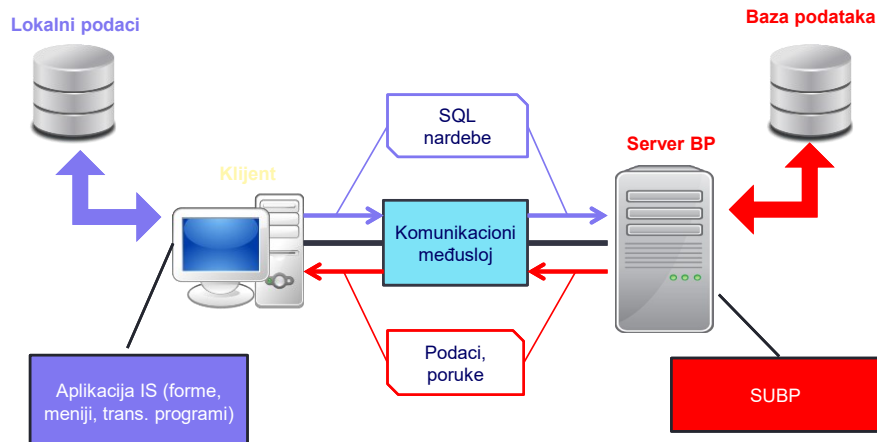 Lokalni podaci
Baza podataka
SQL
nardebe
Server BP
Klijent
Komunikacioni
međusloj
Podaci,
poruke
Aplikacija IS (forme,
meniji, trans. programi)
SUBP